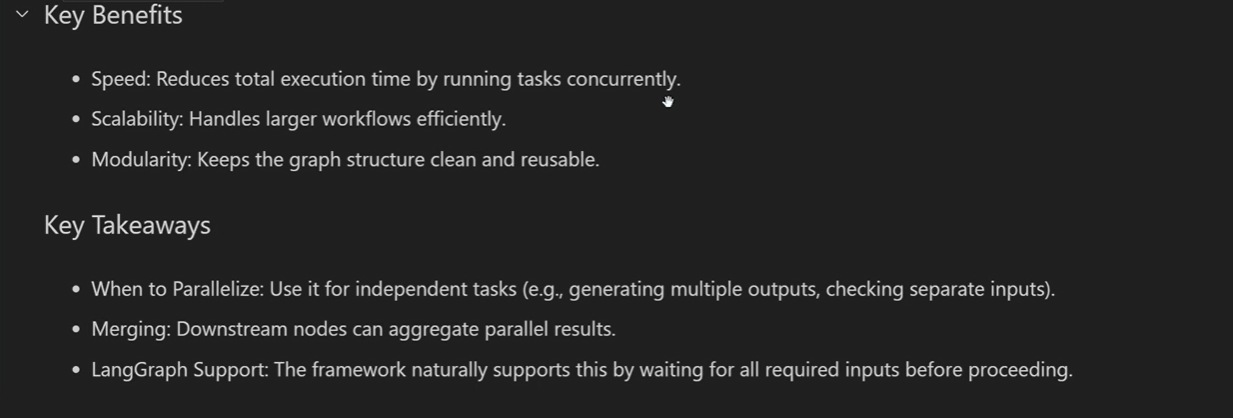 Key Benefits
• Speed: Reduces total execution time by running tasks concurrently.
• Scalability: Handles larger workflows efficiently.
• Modularity: Keeps the graph structure clean and reusable.
Key Takeaways
• When to Parallelize: Use it for independent tasks (e.g., generating multiple outputs, checking separate inputs).
• Merging: Downstream nodes can aggregate parallel results.
• LangGraph Support: The framework naturally supports this by waiting for all required inputs before proceeding.